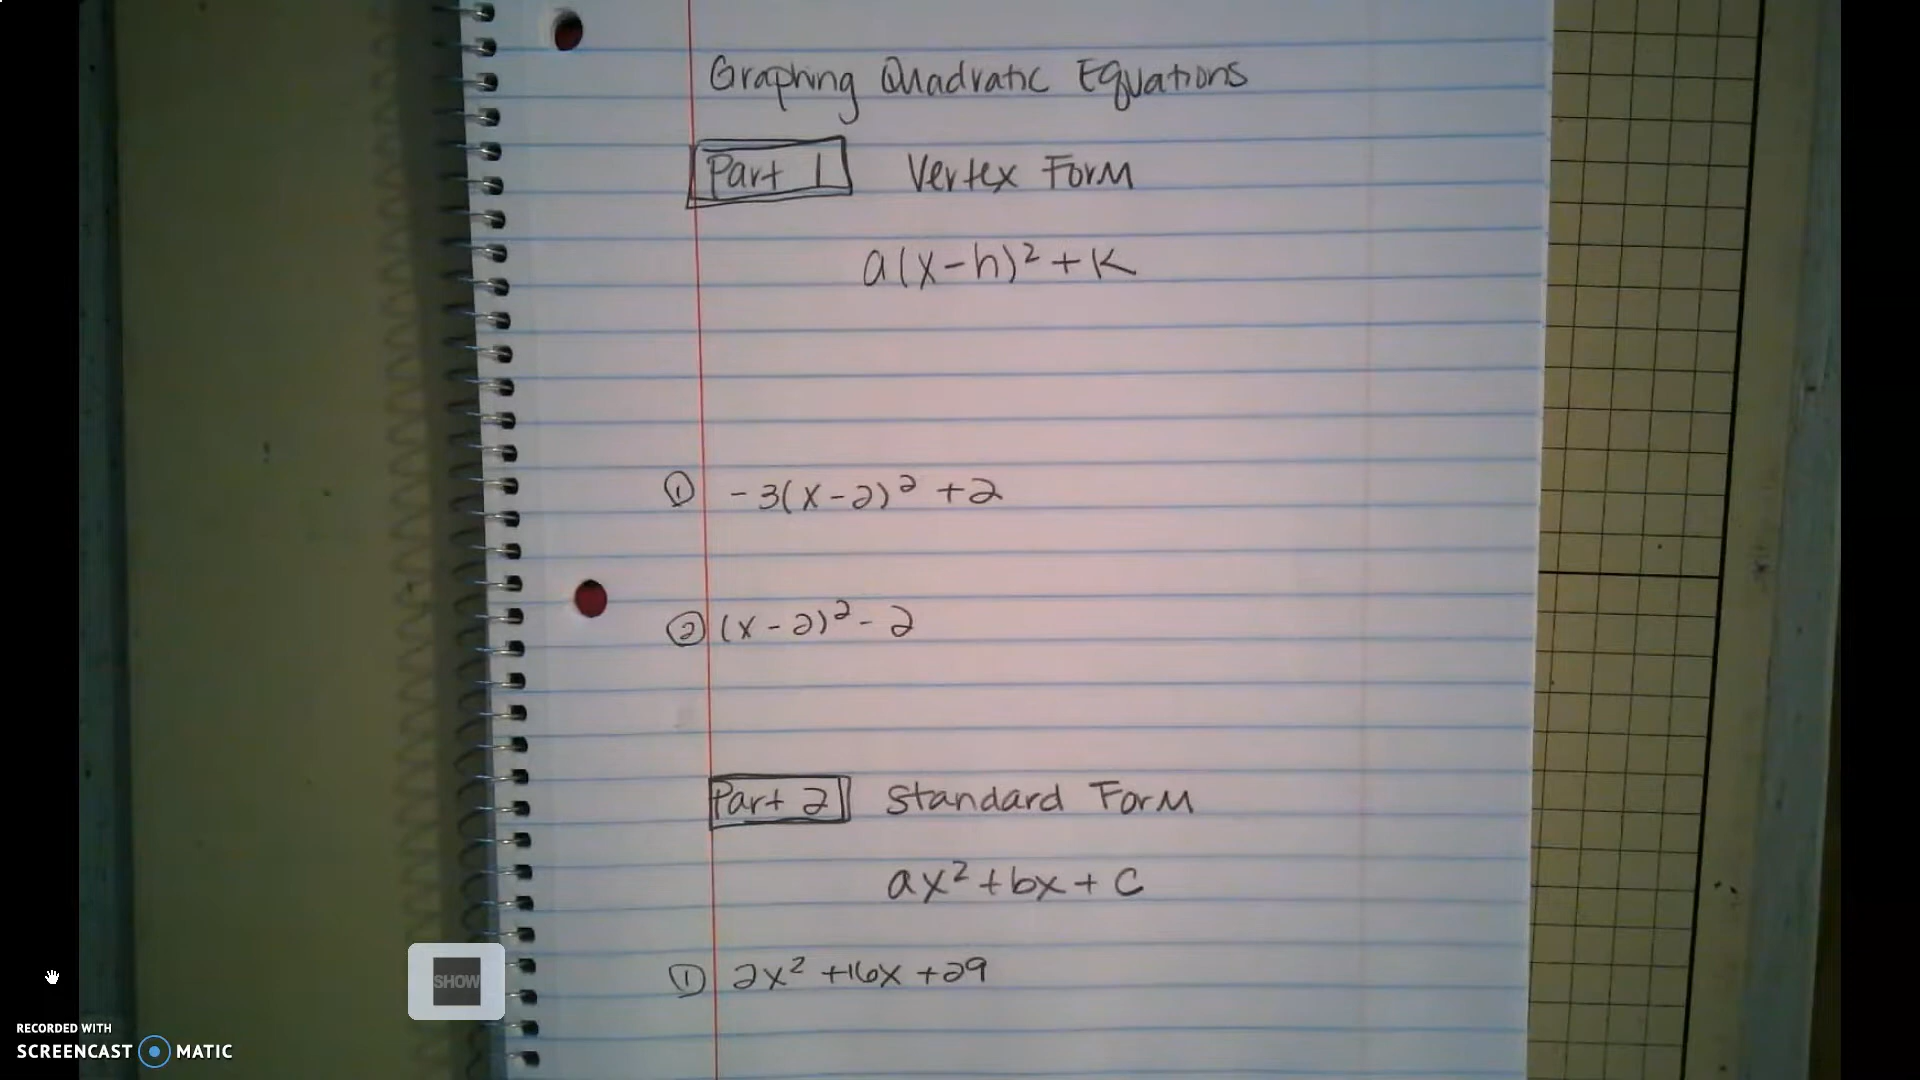 Graphing Quadratic Equations
Part 1 Vertex Form
a(x-h)² + K
① -3(x-2)² +2
② (x-2)² - 2
Part 2 Standard Form
ax² + bx + c
① 2x² +16x +29
SHOW
RECORDED WITH
SCREENCAST MATIC